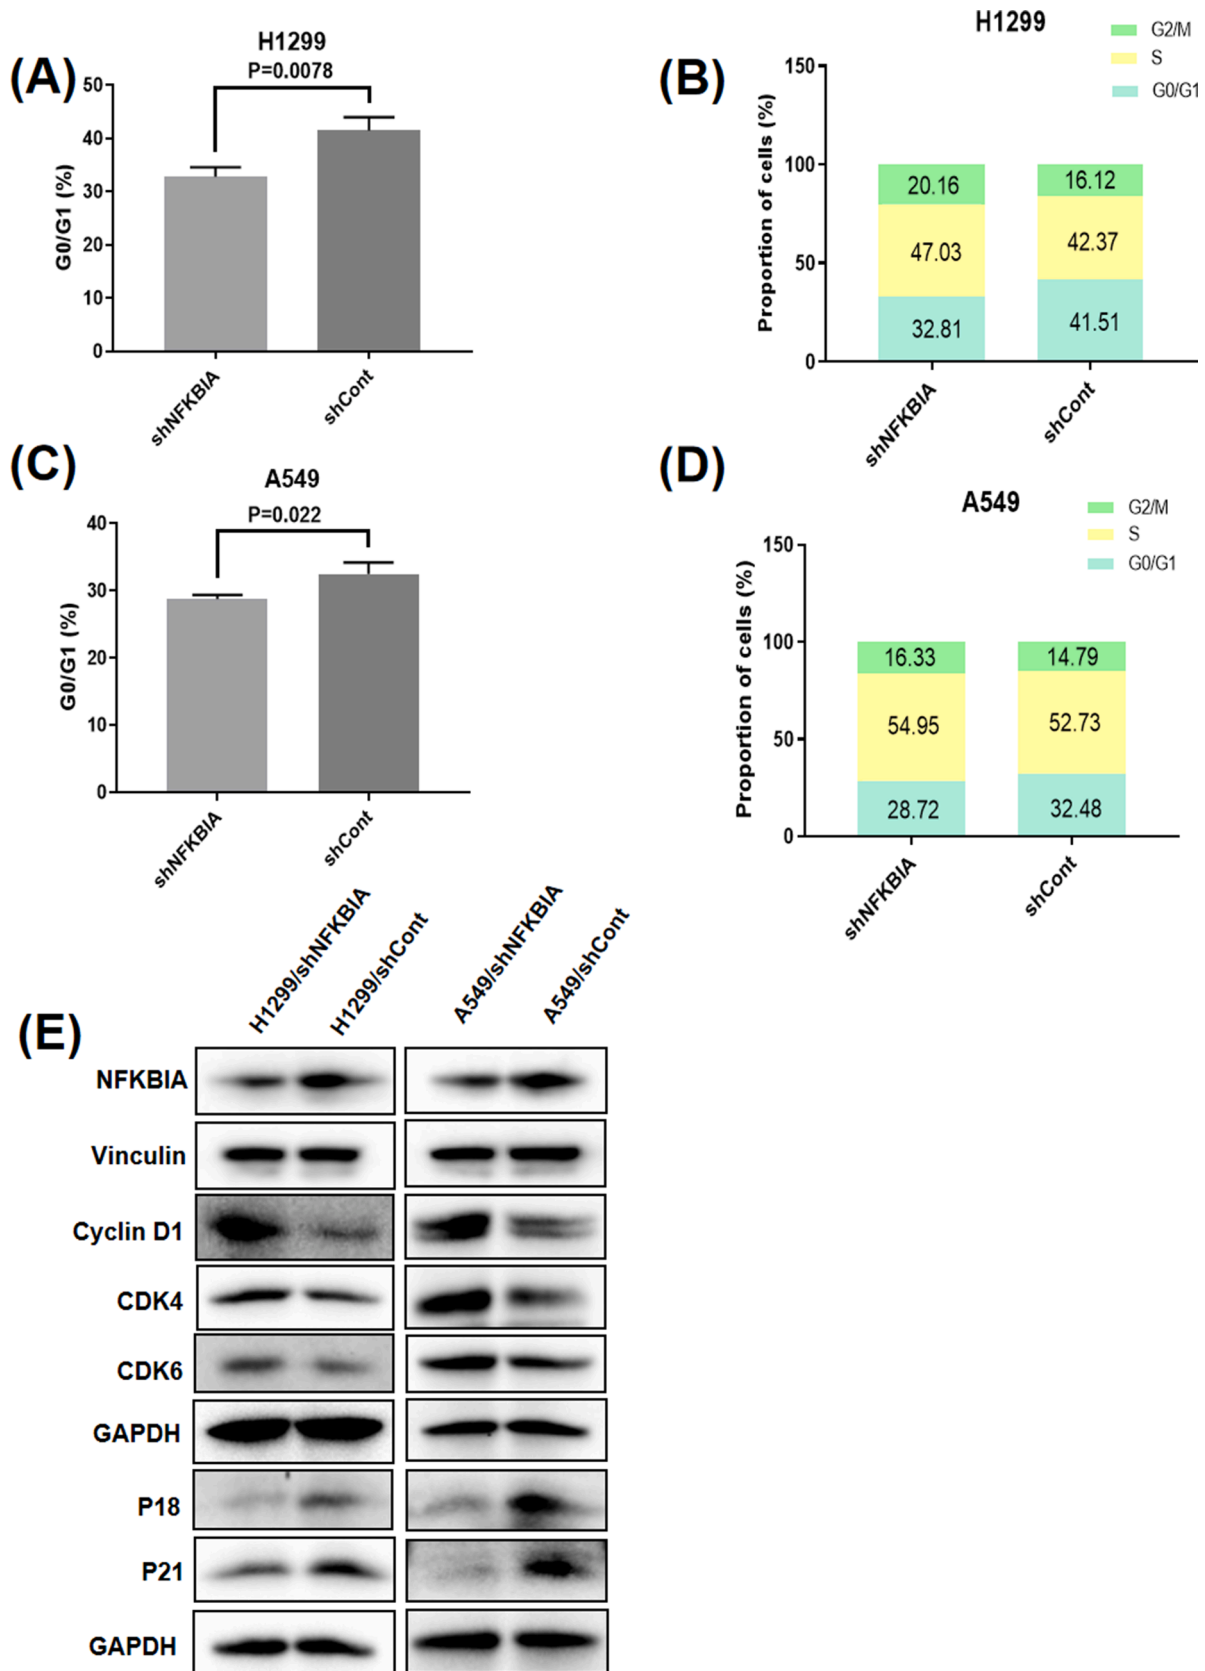 (A)
H1299
P=0.0078
G0/G1 (%)
50
40
30
20
10
0
shNFKBIA
shCont
(B)
H1299
G2/M
S
G0/G1
Proportion of cells (%)
150
100
50
0
20.16
16.12
47.03
42.37
32.81
41.51
shNFKBIA
shCont
(C)
A549
P=0.022
G0/G1 (%)
40
30
20
10
0
shNFKBIA
shCont
(D)
A549
G2/M
S
G0/G1
Proportion of cells (%)
150
100
50
0
16.33
14.79
54.95
52.73
28.72
32.48
shNFKBIA
shCont
(E)
H1299/shNFKBIA
H1299/shCont
A549/shNFKBIA
A549/shCont
NFKBIA
Vinculin
Cyclin D1
CDK4
CDK6
GAPDH
P18
P21
GAPDH